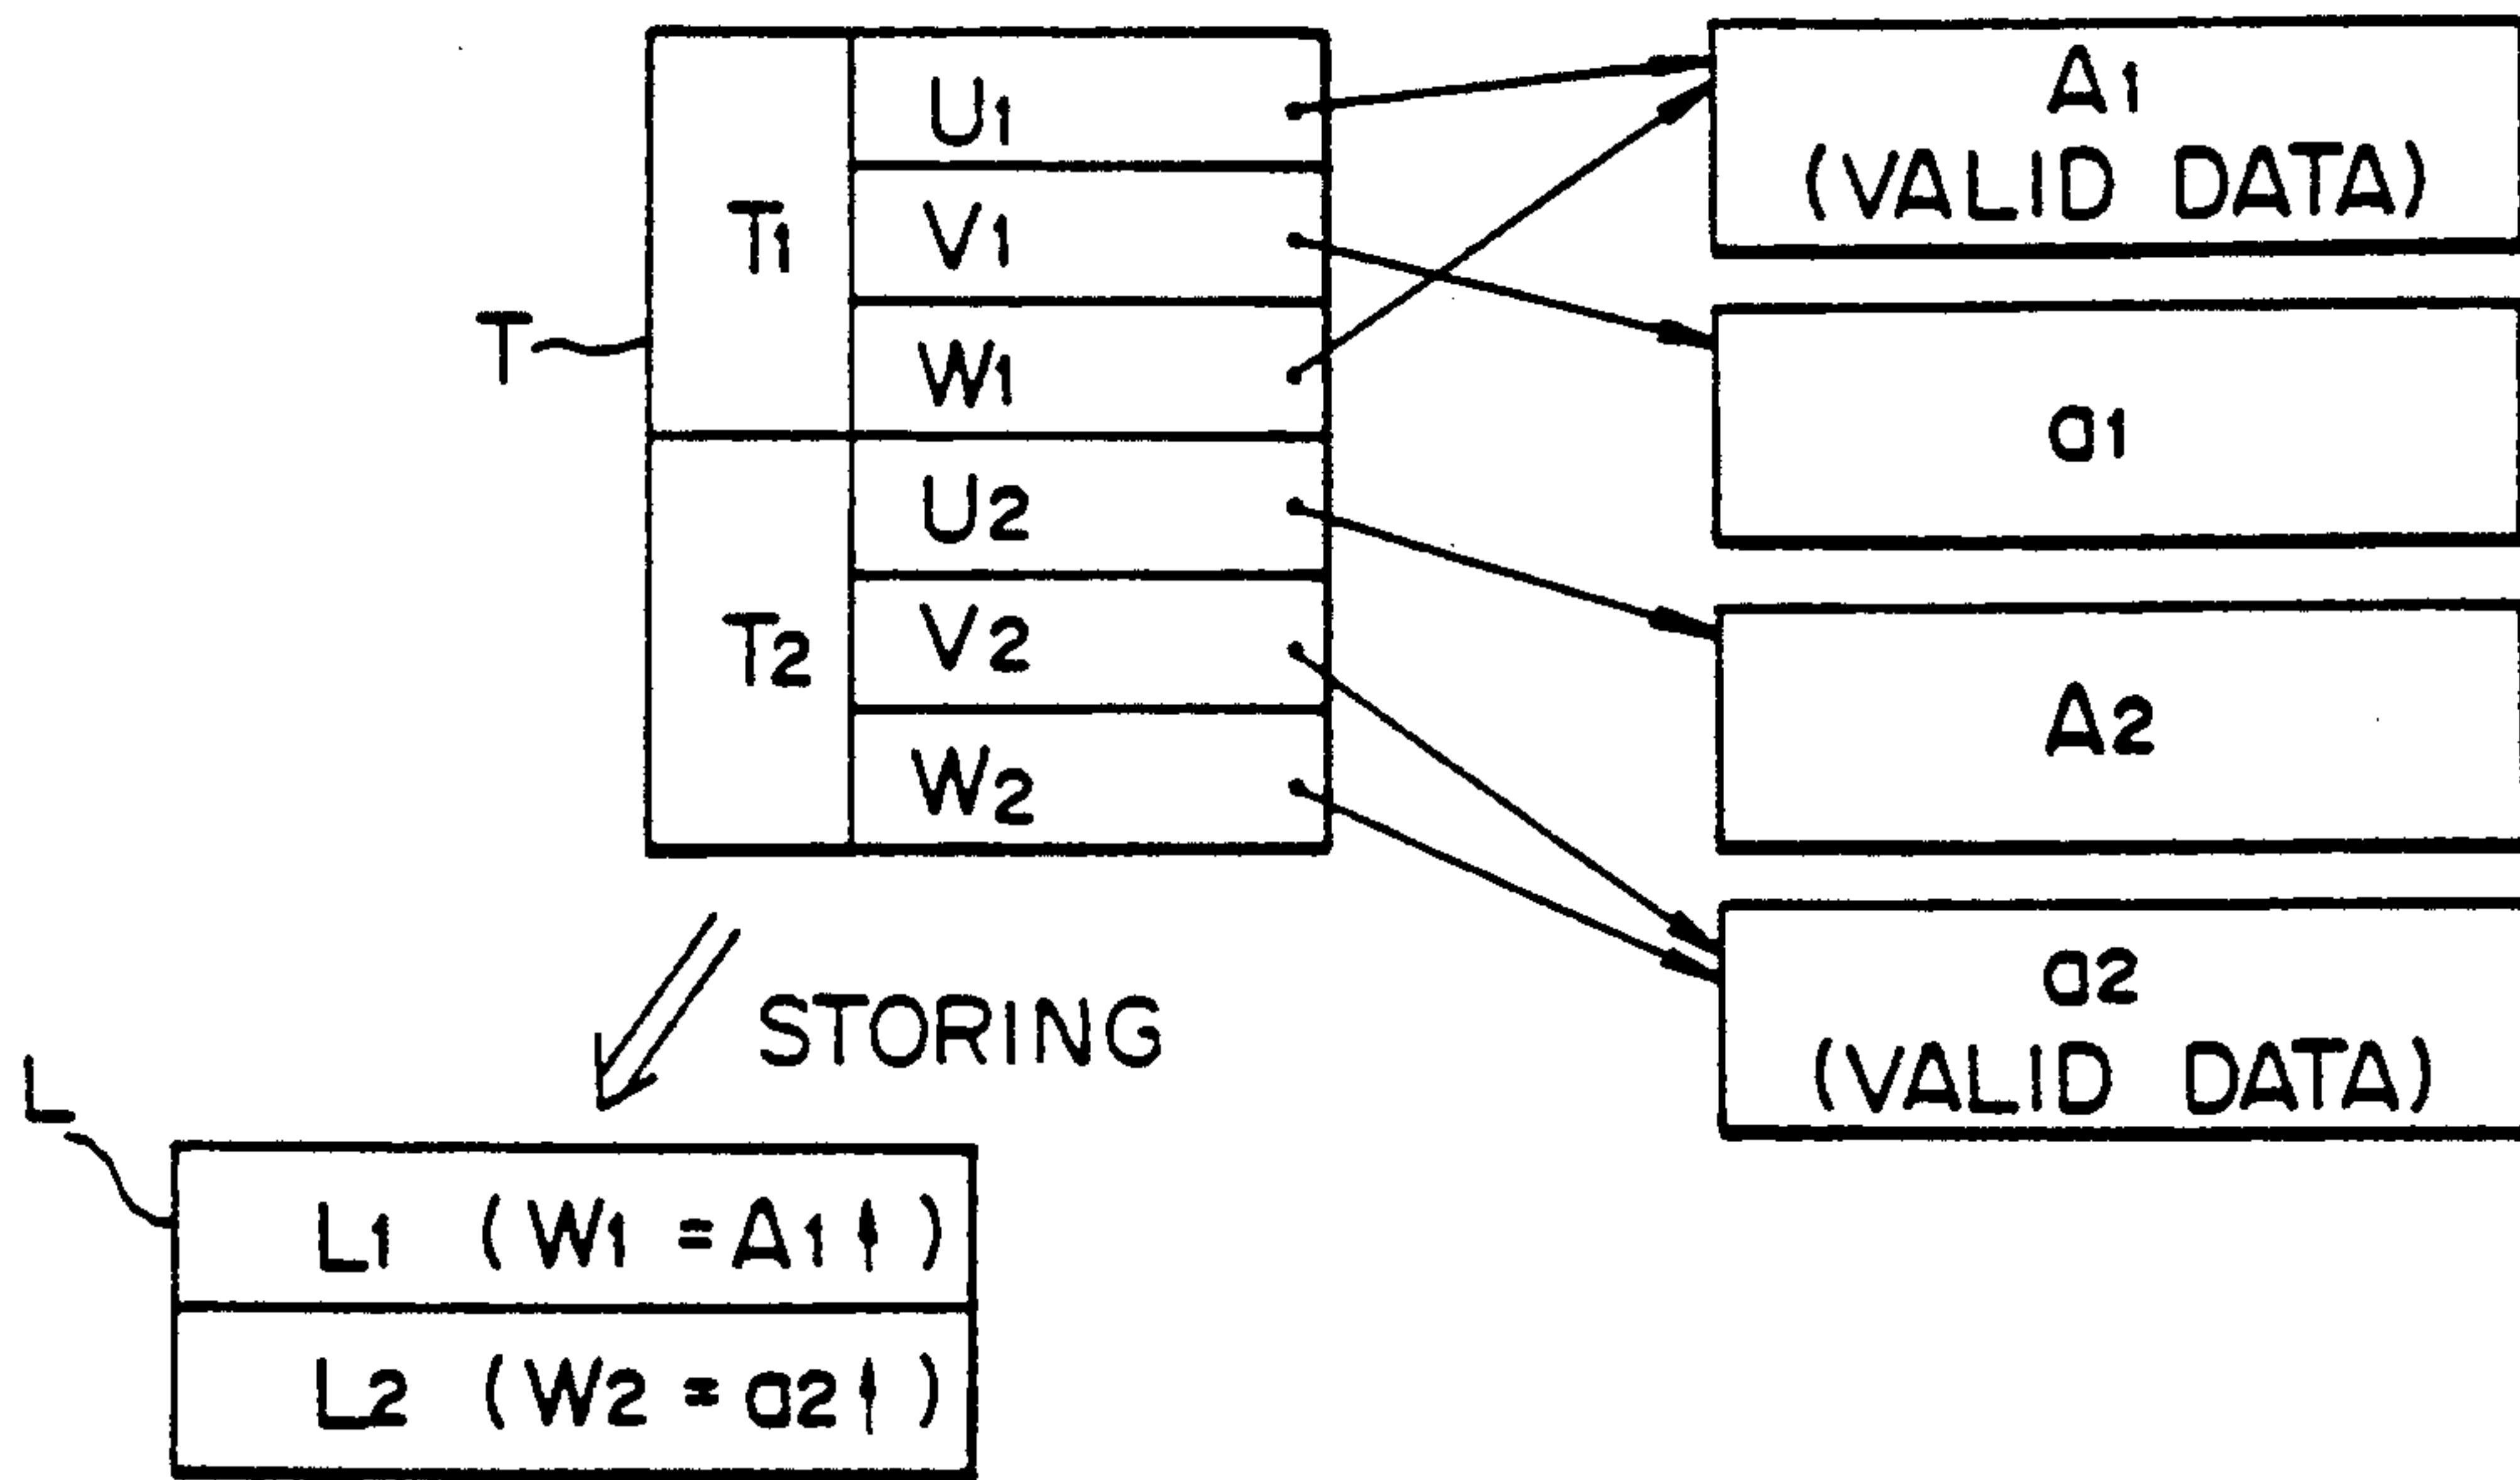 T
T1
U1
V1
W1
T2
U2
V2
W2
A1
(VALID DATA)
a1
A2
a2
(VALID DATA)
STORING
L
L1 (W1 =A1↑)
L2 (W2 =a2↑)